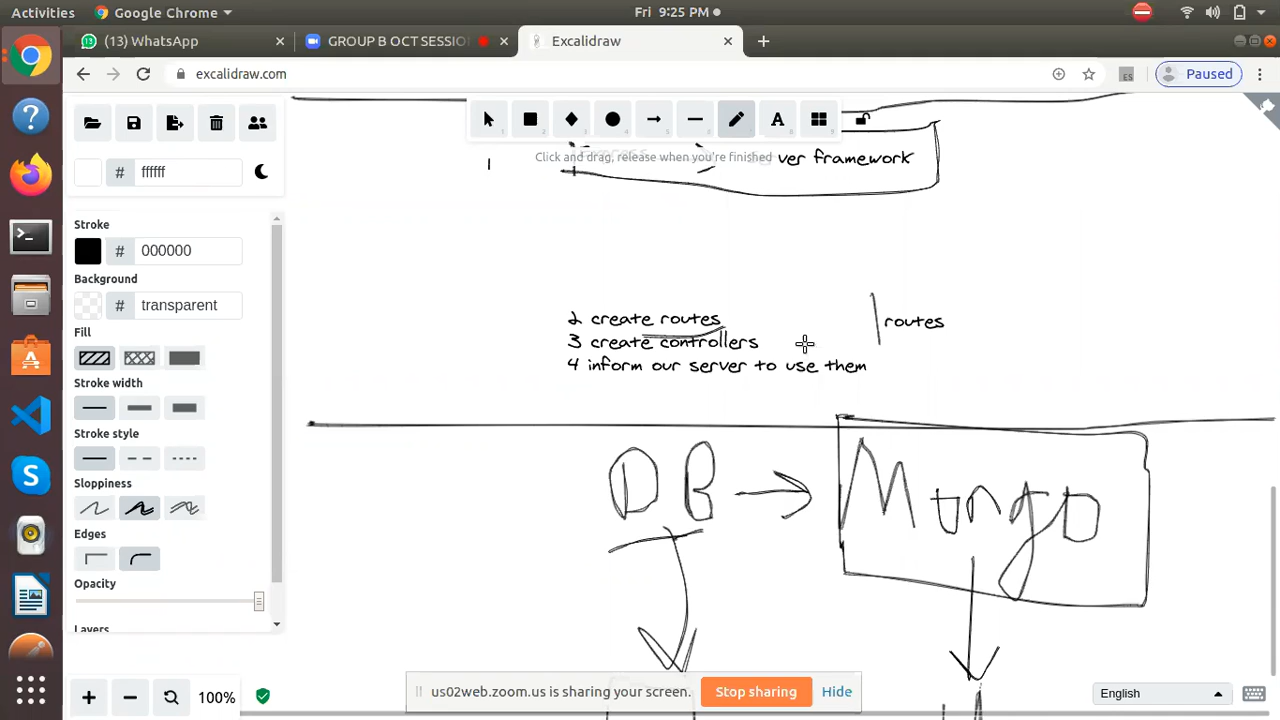 Activities
Google Chrome
Fri 9:25 PM
(13) WhatsApp
GROUP B OCT SESSION
Excalidraw
excalidraw.com
ES
Paused
Click and drag, release when you're finished
# ffffff
ver framework
1
Stroke
# 000000
Background
# transparent
Fill
Stroke width
Stroke style
Sloppiness
Edges
Opacity
Layers
2 create routes
3 create controllers
4 inform our server to use them
routes
DB → Mongo
us02web.zoom.us is sharing your screen.
Stop sharing
Hide
100%
English